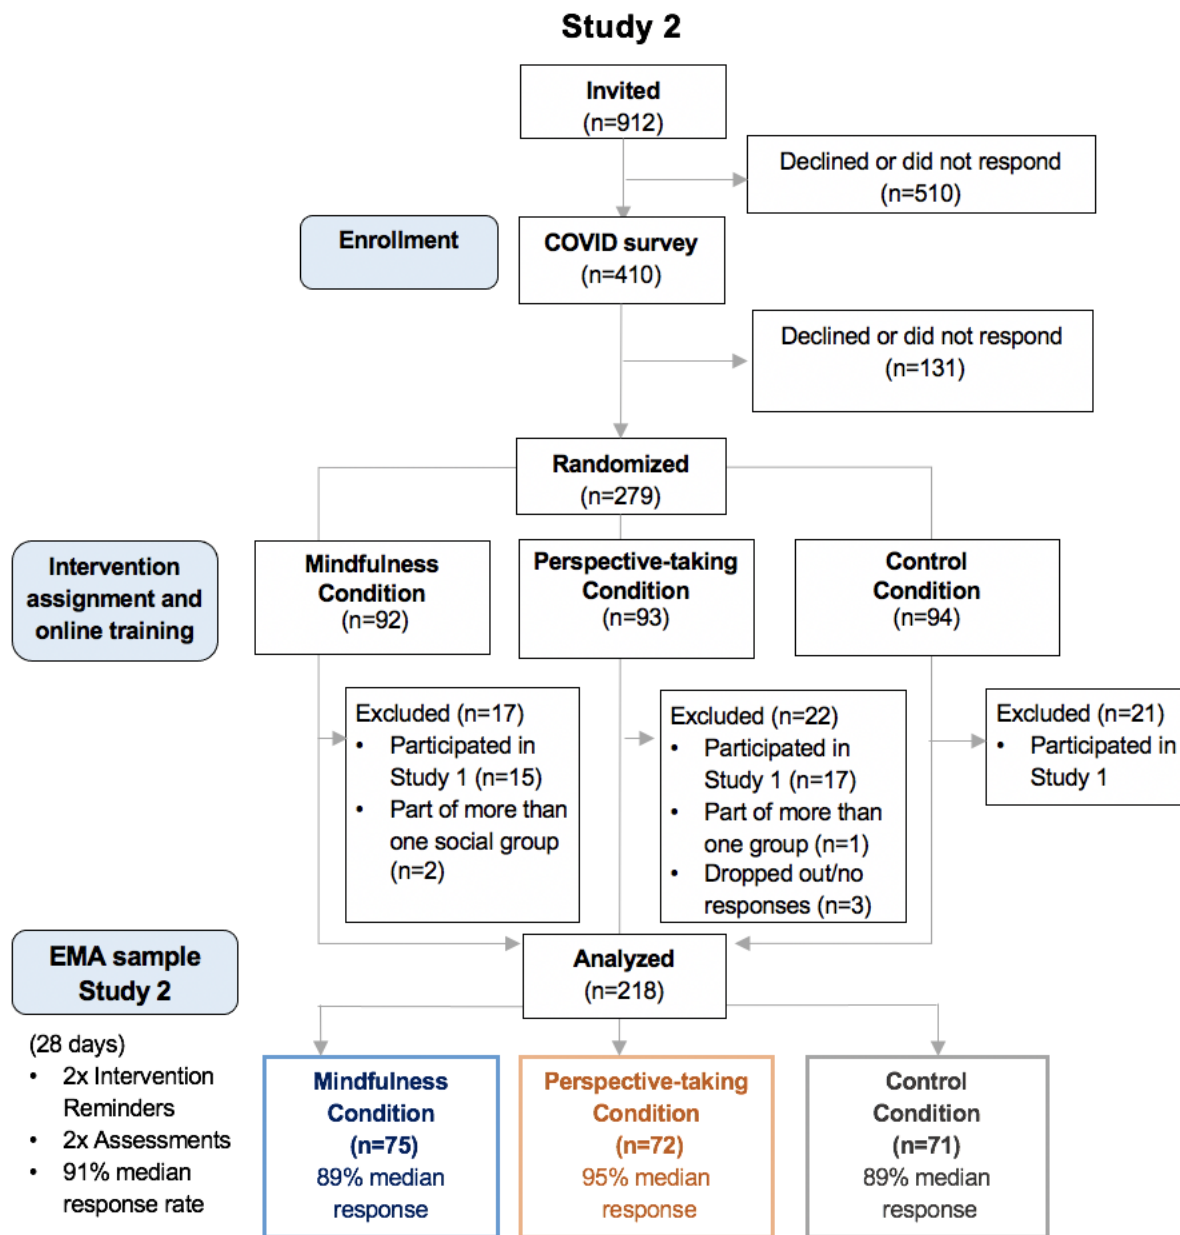 Study 2
Invited
(n=912)
Declined or did not respond
(n=510)
Enrollment
COVID survey
(n=410)
Declined or did not respond
(n=131)
Randomized
(n=279)
Intervention
assignment and
online training
Mindfulness
Condition
(n=92)
Perspective-taking
Condition
(n=93)
Control
Condition
(n=94)
Excluded (n=17)
• Participated in
Study 1 (n=15)
• Part of more than
one social group
(n=2)
Excluded (n=22)
• Participated in
Study 1 (n=17)
• Part of more than
one group (n=1)
• Dropped out/no
responses (n=3)
Excluded (n=21)
• Participated in
Study 1
EMA sample
Study 2
(28 days)
• 2x Intervention
Reminders
• 2x Assessments
• 91% median
response rate
Analyzed
(n=218)
Mindfulness
Condition
(n=75)
89% median
response
Perspective-taking
Condition
(n=72)
95% median
response
Control
Condition
(n=71)
89% median
response